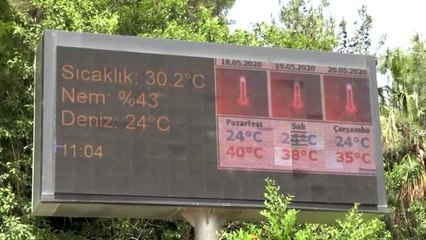 Sıcaklık: 30.2°C
Nem: %43
Deniz: 24°C
11:04
18.05.2020 19.05.2020 20.05.2020
Pazartesi Salı Çarşamba
24°C 24°C 24°C
40°C 38°C 35°C